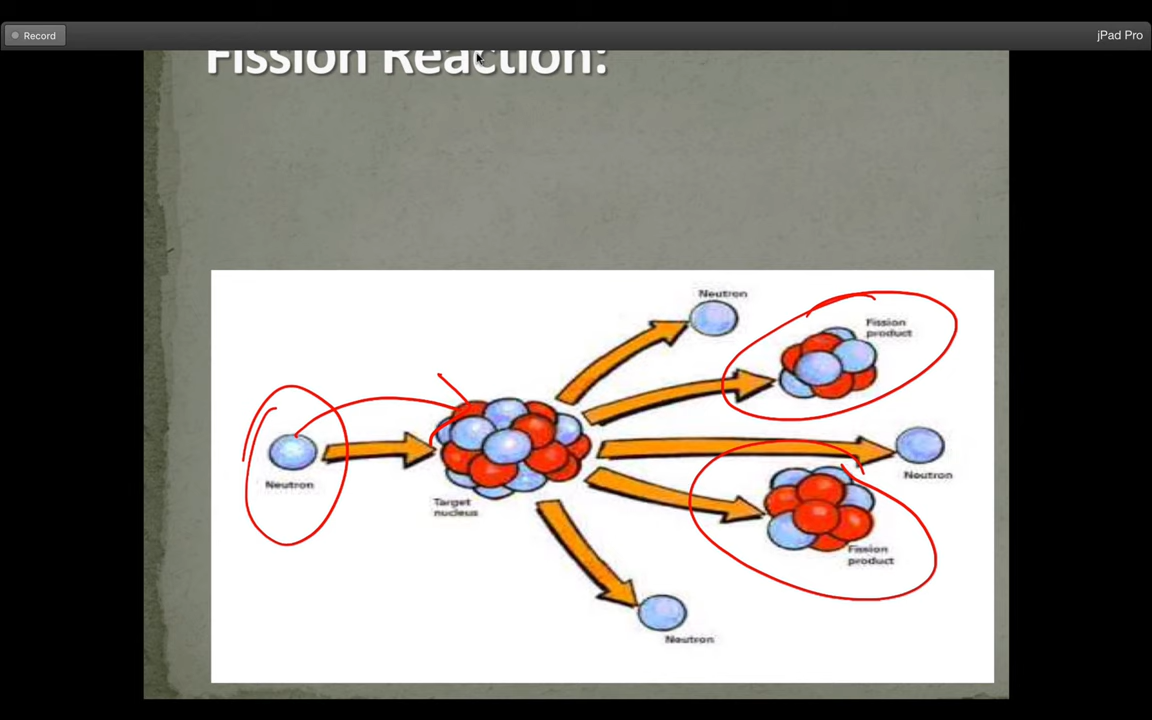 Record
jPad Pro
Fission Reaction:
Neutron
Fission
product
Neutron
Target
nucleus
Neutron
Fission
product
Neutron